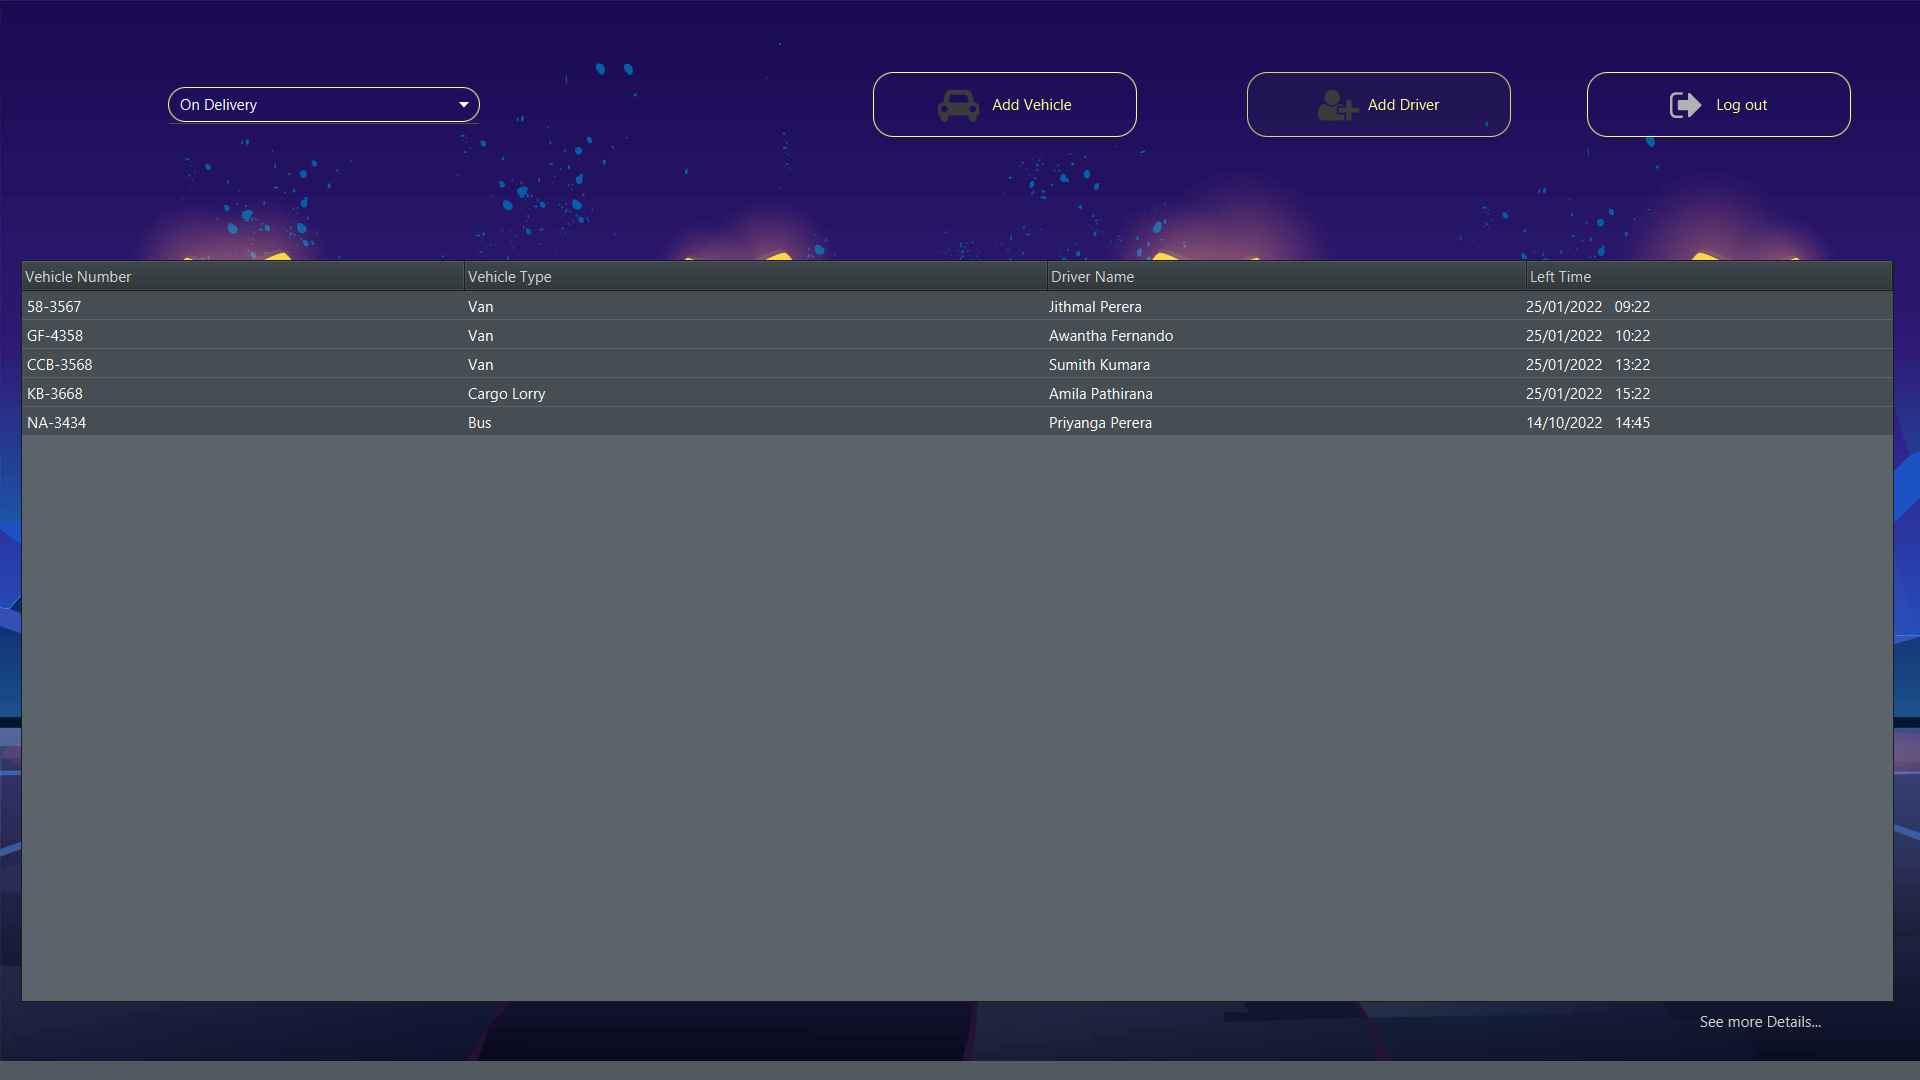 On Delivery
Add Vehicle
Add Driver
Log out
Vehicle Number Vehicle Type Driver Name Left Time
58-3567 Van Jithmal Perera 25/01/2022 09:22
GF-4358 Van Awantha Fernando 25/01/2022 10:22
CCB-3568 Van Sumith Kumara 25/01/2022 13:22
KB-3668 Cargo Lorry Amila Pathirana 25/01/2022 15:22
NA-3434 Bus Priyanga Perera 14/10/2022 14:45
See more Details...